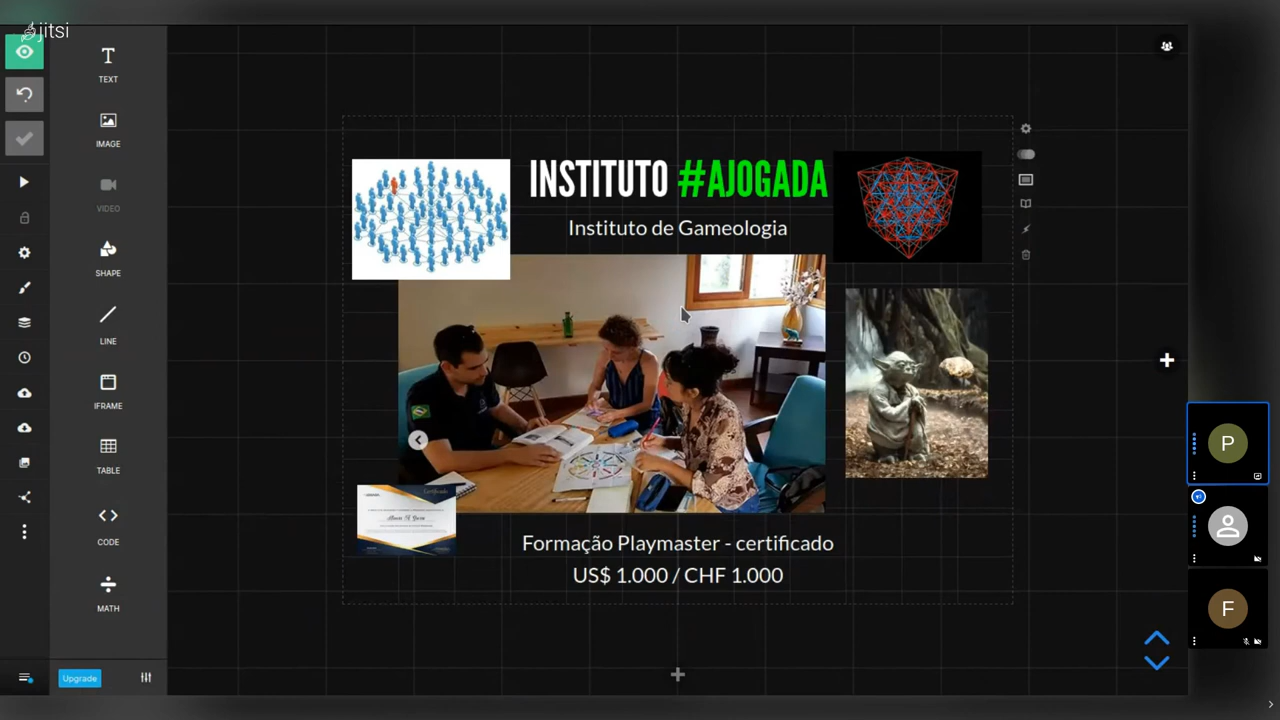 jitsi
TEXT
IMAGE
VIDEO
SHAPE
LINE
IFRAME
TABLE
CODE
MATH
Upgrade
INSTITUTO #AJOGADA
Instituto de Gameologia
Certificado
Formação Playmaster - certificado
US$ 1.000 / CHF 1.000
P
F